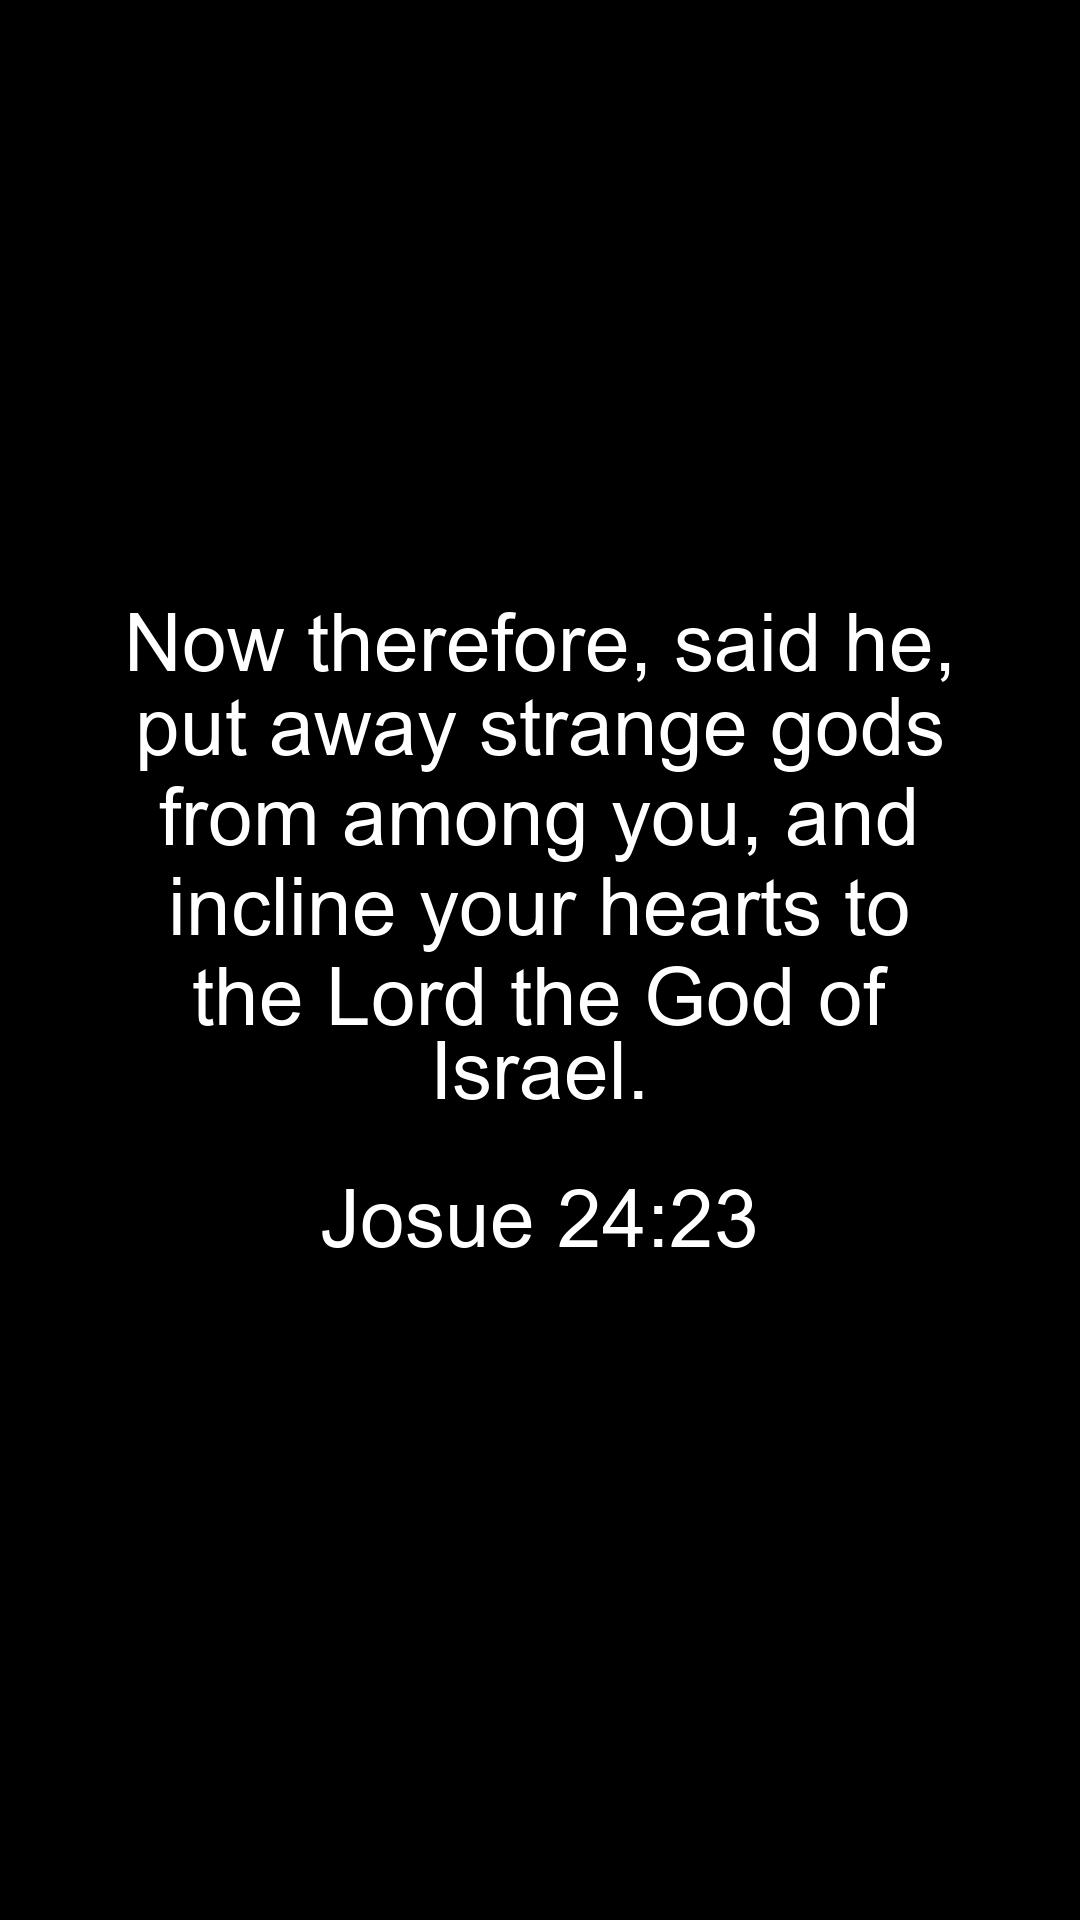 Now therefore, said he,
put away strange gods
from among you, and
incline your hearts to
the Lord the God of
Israel.
Josue 24:23